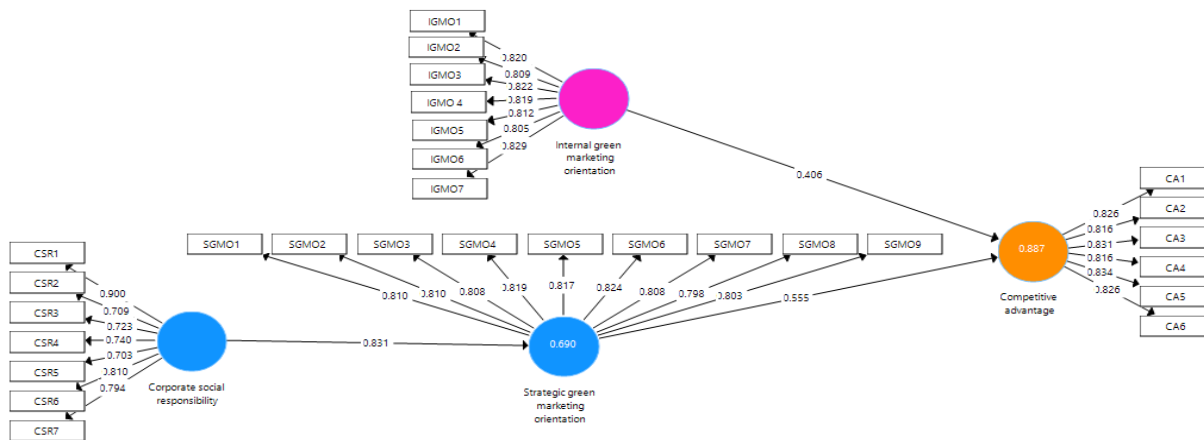 IGMO1
IGMO2
IGMO3
IGMO 4
IGMO5
IGMO6
IGMO7
0.820
0.809
0.822
0.819
0.812
0.805
0.829
Internal green
marketing
orientation
0.406
CA1
CA2
CA3
CA4
CA5
CA6
0.826
0.816
0.831
0.816
0.834
0.826
0.887
Competitive
advantage
SGMO1
SGMO2
SGMO3
SGMO4
SGMO5
SGMO6
SGMO7
SGMO8
SGMO9
0.810
0.810
0.808
0.819
0.817
0.824
0.808
0.798
0.803
0.555
0.690
Strategic green
marketing
orientation
CSR1
CSR2
CSR3
CSR4
CSR5
CSR6
CSR7
0.900
0.709
0.723
0.740
0.703
0.810
0.794
0.831
Corporate social
responsibility